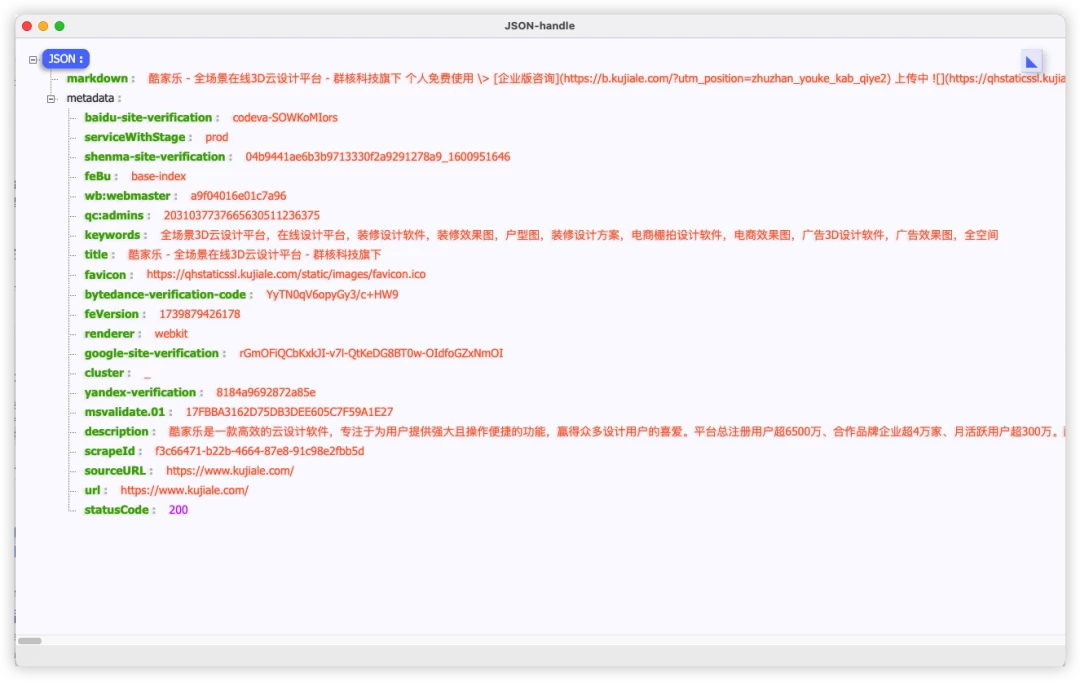 JSON-handle
JSON :
markdown : 酷家乐 - 全场景在线3D云设计平台 - 群核科技旗下 个人免费使用 \> [企业版咨询](https://b.kujiale.com/?utm_position=zhuzhan_youke_kab_qiye2) 上传中 ![](https://qhstaticssl.kujia
metadata :
baidu-site-verification : codeva-SOWKoMIors
serviceWithStage : prod
shenma-site-verification : 04b9441ae6b3b9713330f2a9291278a9_1600951646
feBu : base-index
wb:webmaster : a9f04016e01c7a96
qc:admins : 2031037737665630511236375
keywords : 全场景3D云设计平台，在线设计平台，装修设计软件，装修效果图，户型图，装修设计方案，电商棚拍设计软件，电商效果图，广告3D设计软件，广告效果图，全空间
title : 酷家乐 - 全场景在线3D云设计平台 - 群核科技旗下
favicon : https://qhstaticssl.kujiale.com/static/images/favicon.ico
bytedance-verification-code : YyTN0qV6opyGy3/c+HW9
feVersion : 1739879426178
renderer : webkit
google-site-verification : rGmOFiQCbKxkJI-v7l-QtKeDG8BT0w-OIdfoGZxNmOI
cluster : _
yandex-verification : 8184a9692872a85e
msvalidate.01 : 17FBBA3162D75DB3DEE605C7F59A1E27
description : 酷家乐是一款高效的云设计软件，专注于为用户提供强大且操作便捷的功能，赢得众多设计用户的喜爱。平台总注册用户超6500万、合作品牌企业超4万家、月活跃用户超300万。
scrapeId : f3c66471-b22b-4664-87e8-91c98e2fbb5d
sourceURL : https://www.kujiale.com/
url : https://www.kujiale.com/
statusCode : 200